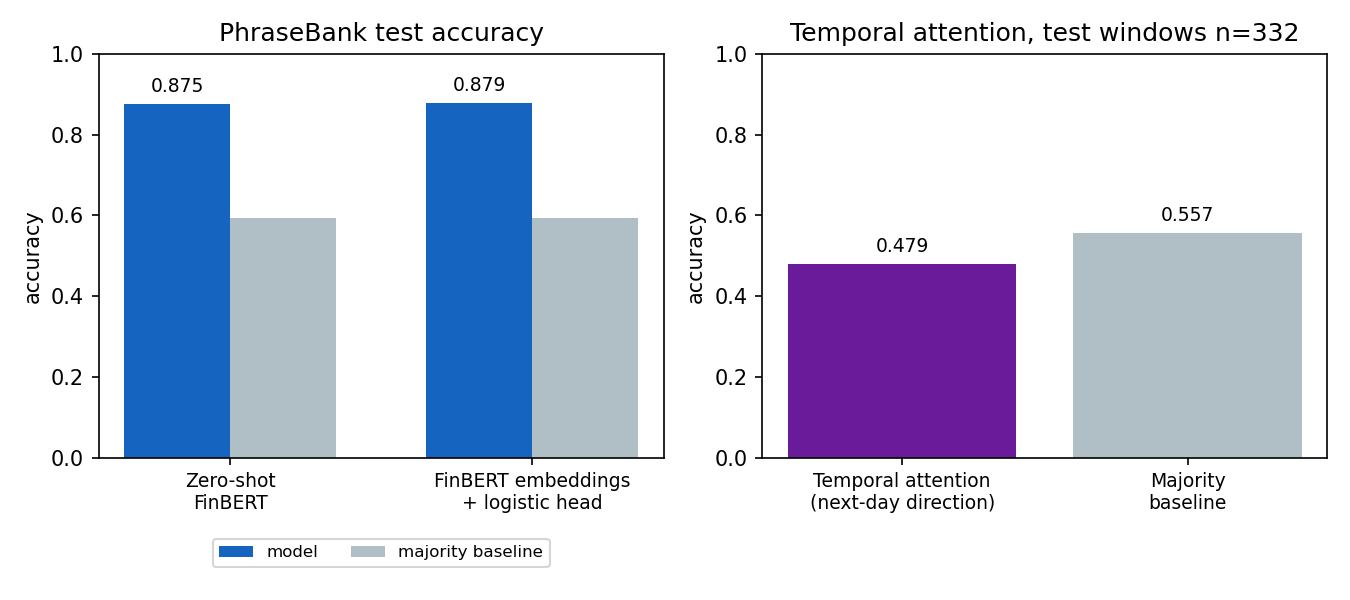 PhraseBank test accuracy
accuracy
1.0
0.8
0.6
0.4
0.2
0.0
0.875
0.879
Zero-shot
FinBERT
FinBERT embeddings
+ logistic head
model
majority baseline
Temporal attention, test windows n=332
accuracy
1.0
0.8
0.6
0.4
0.2
0.0
0.479
0.557
Temporal attention
(next-day direction)
Majority
baseline